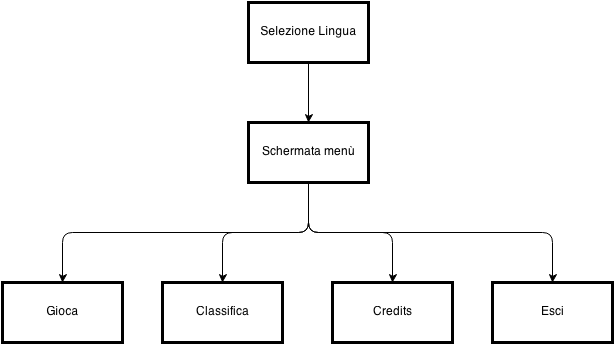 Selezione Lingua
Schermata menù
Gioca
Classifica
Credits
Esci